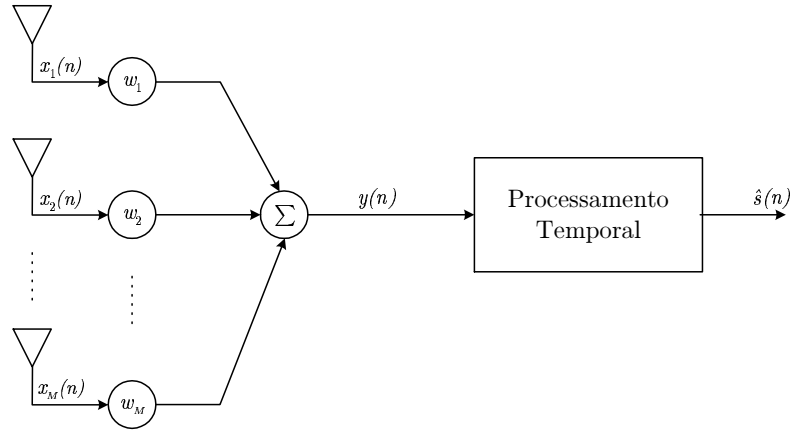 x₁(n)
w₁
x₂(n)
w₂
Σ
y(n)
Processamento
Temporal
ŝ(n)
x_M(n)
w_M